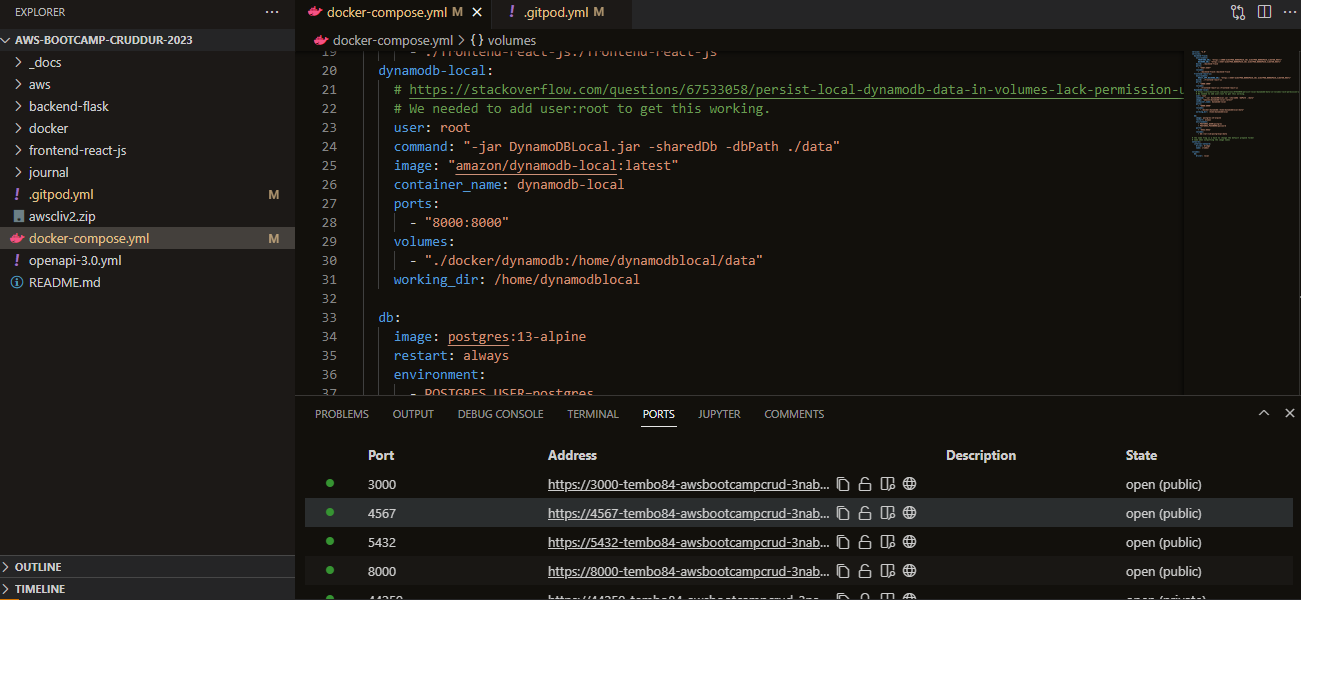 EXPLORER
AWS-BOOTCAMP-CRUDDUR-2023
_docs
aws
backend-flask
docker
frontend-react-js
journal
.gitpod.yml M
awscliv2.zip
docker-compose.yml M
openapi-3.0.yml
README.md
OUTLINE
TIMELINE
docker-compose.yml M
.gitpod.yml M
docker-compose.yml > {} volumes
19 - ./frontend-react-js:/frontend-react-js
20 dynamodb-local:
21 # https://stackoverflow.com/questions/67533058/persist-local-dynamodb-data-in-volumes-lack-permission-u
22 # We needed to add user:root to get this working.
23 user: root
24 command: "-jar DynamoDBLocal.jar -sharedDb -dbPath ./data"
25 image: "amazon/dynamodb-local:latest"
26 container_name: dynamodb-local
27 ports:
28 - "8000:8000"
29 volumes:
30 - "./docker/dynamodb:/home/dynamodblocal/data"
31 working_dir: /home/dynamodblocal
32
33 db:
34 image: postgres:13-alpine
35 restart: always
36 environment:
37 - POSTGRES_USER=postgres
PROBLEMS OUTPUT DEBUG CONSOLE TERMINAL PORTS JUPYTER COMMENTS
Port Address Description State
3000 https://3000-tembo84-awsbootcampcrud-3nab... open (public)
4567 https://4567-tembo84-awsbootcampcrud-3nab... open (public)
5432 https://5432-tembo84-awsbootcampcrud-3nab... open (public)
8000 https://8000-tembo84-awsbootcampcrud-3nab... open (public)